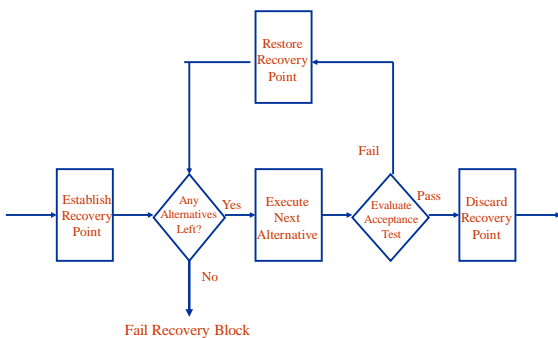 Restore
Recovery
Point
Fail
Establish
Recovery
Point
Any
Alternatives
Left?
Yes
Execute
Next
Alternative
Evaluate
Acceptance
Test
Pass
Discard
Recovery
Point
No
Fail Recovery Block